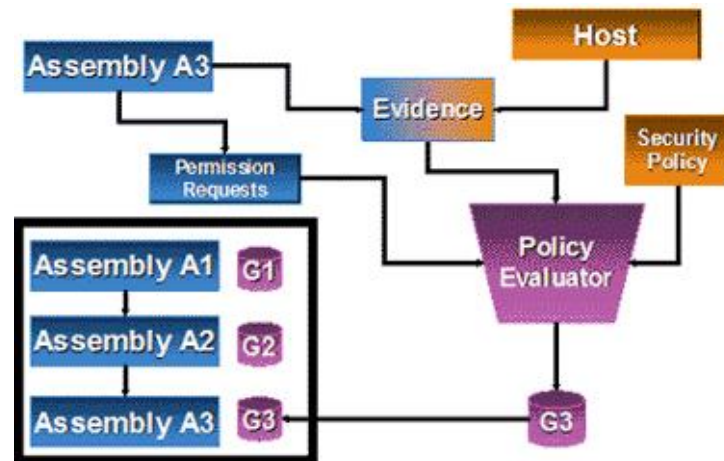 Host
Assembly A3
Evidence
Security
Policy
Permission
Requests
Policy
Evaluator
Assembly A1
G1
Assembly A2
G2
Assembly A3
G3
G3